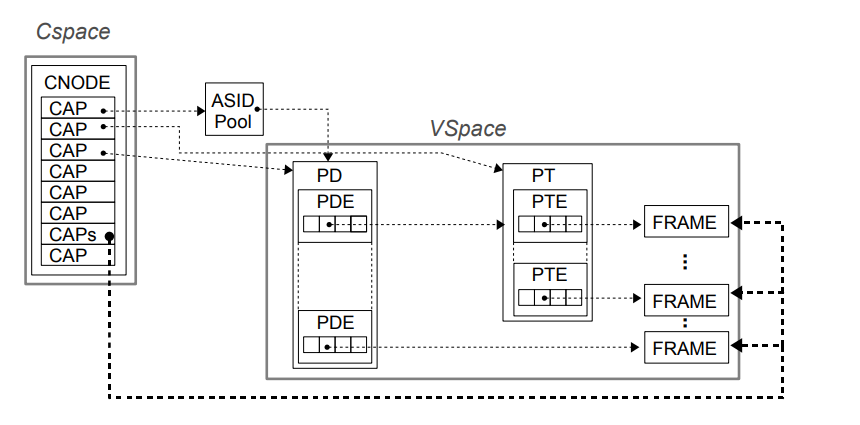 Cspace
CNODE
CAP
CAP
CAP
CAP
CAP
CAP
CAPs
CAP
ASID
Pool
VSpace
PD
PDE
PDE
PT
PTE
PTE
FRAME
FRAME
FRAME